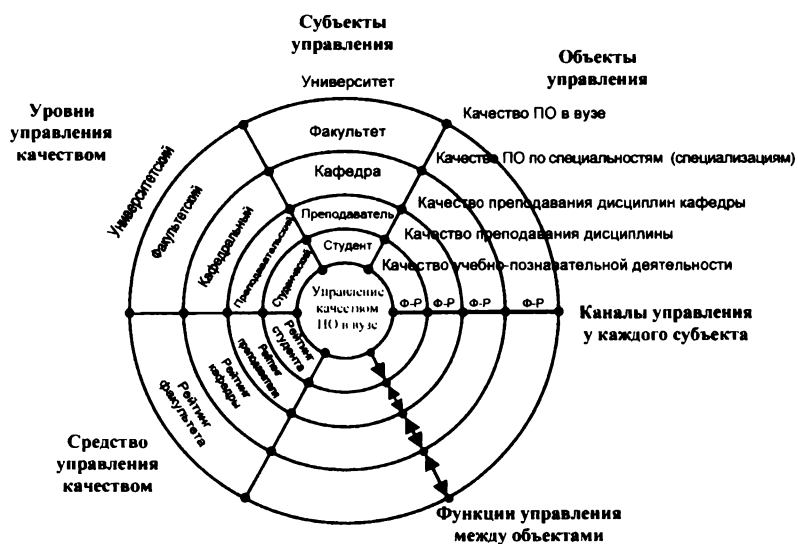 Субъекты
управления
Объекты
управления
Университет
Уровни
управления
качеством
Качество ПО в вузе
Факультет
Университетский
Факультетский
Качество ПО по специальностям (специализациям)
Кафедра
Кафедральный
Качество преподавания дисциплин кафедры
Преподаватель
Преподавательский
Качество преподавания дисциплины
Студент
Студенческий
Качество учебно-познавательной деятельности
Управление
качеством
ПО в вузе
Ф-Р
Ф-Р
Ф-Р
Ф-Р
Каналы управления
у каждого субъекта
Рейтинг
студента
Рейтинг
преподавателя
Рейтинг
кафедры
Рейтинг
факультета
Средство
управления
качеством
Функции управления
между объектами